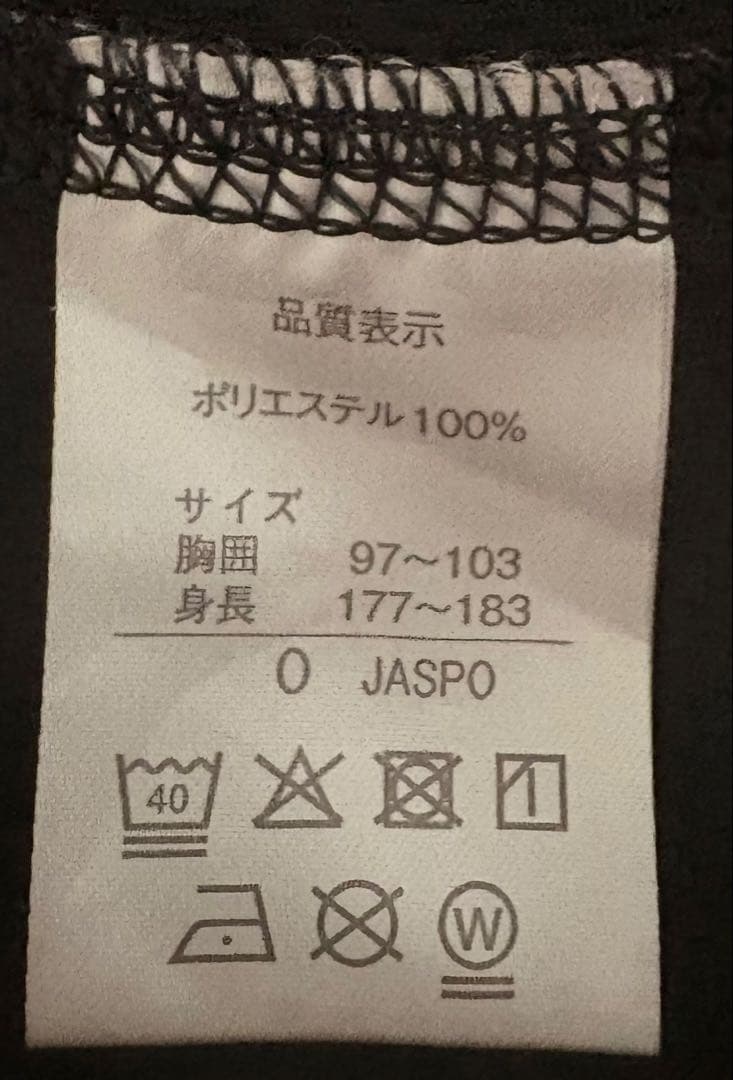 品質表示
ポリエステル100%
サイズ
胸囲 97～103
身長 177～183
O JASPO
40
W